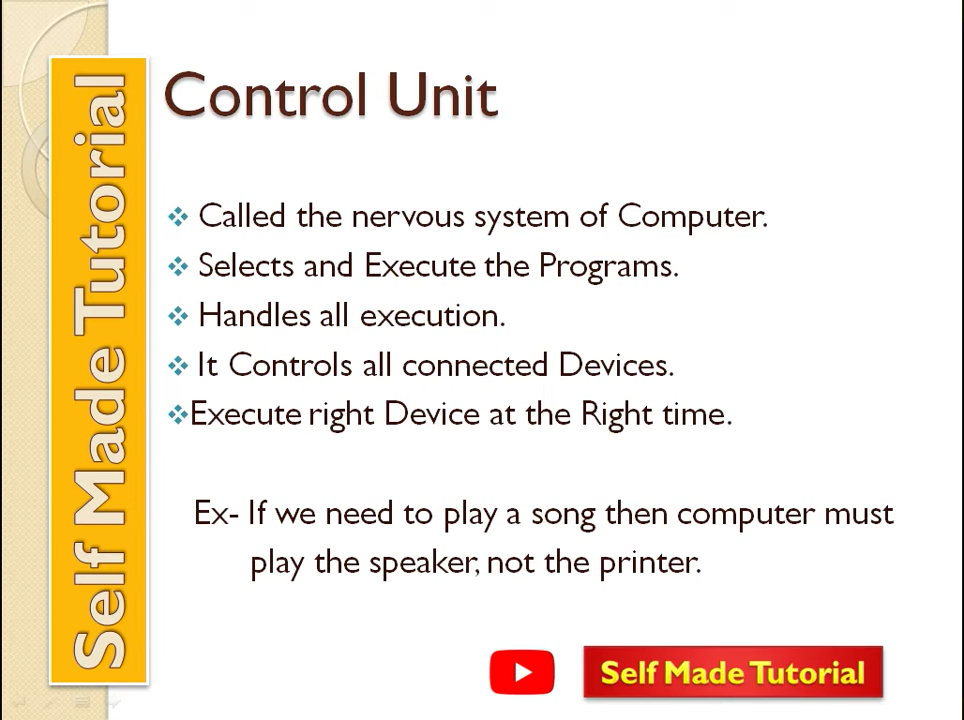 Self Made Tutorial
Control Unit
❖ Called the nervous system of Computer.
❖ Selects and Execute the Programs.
❖ Handles all execution.
❖ It Controls all connected Devices.
❖Execute right Device at the Right time.
Ex- If we need to play a song then computer must
play the speaker, not the printer.
Self Made Tutorial